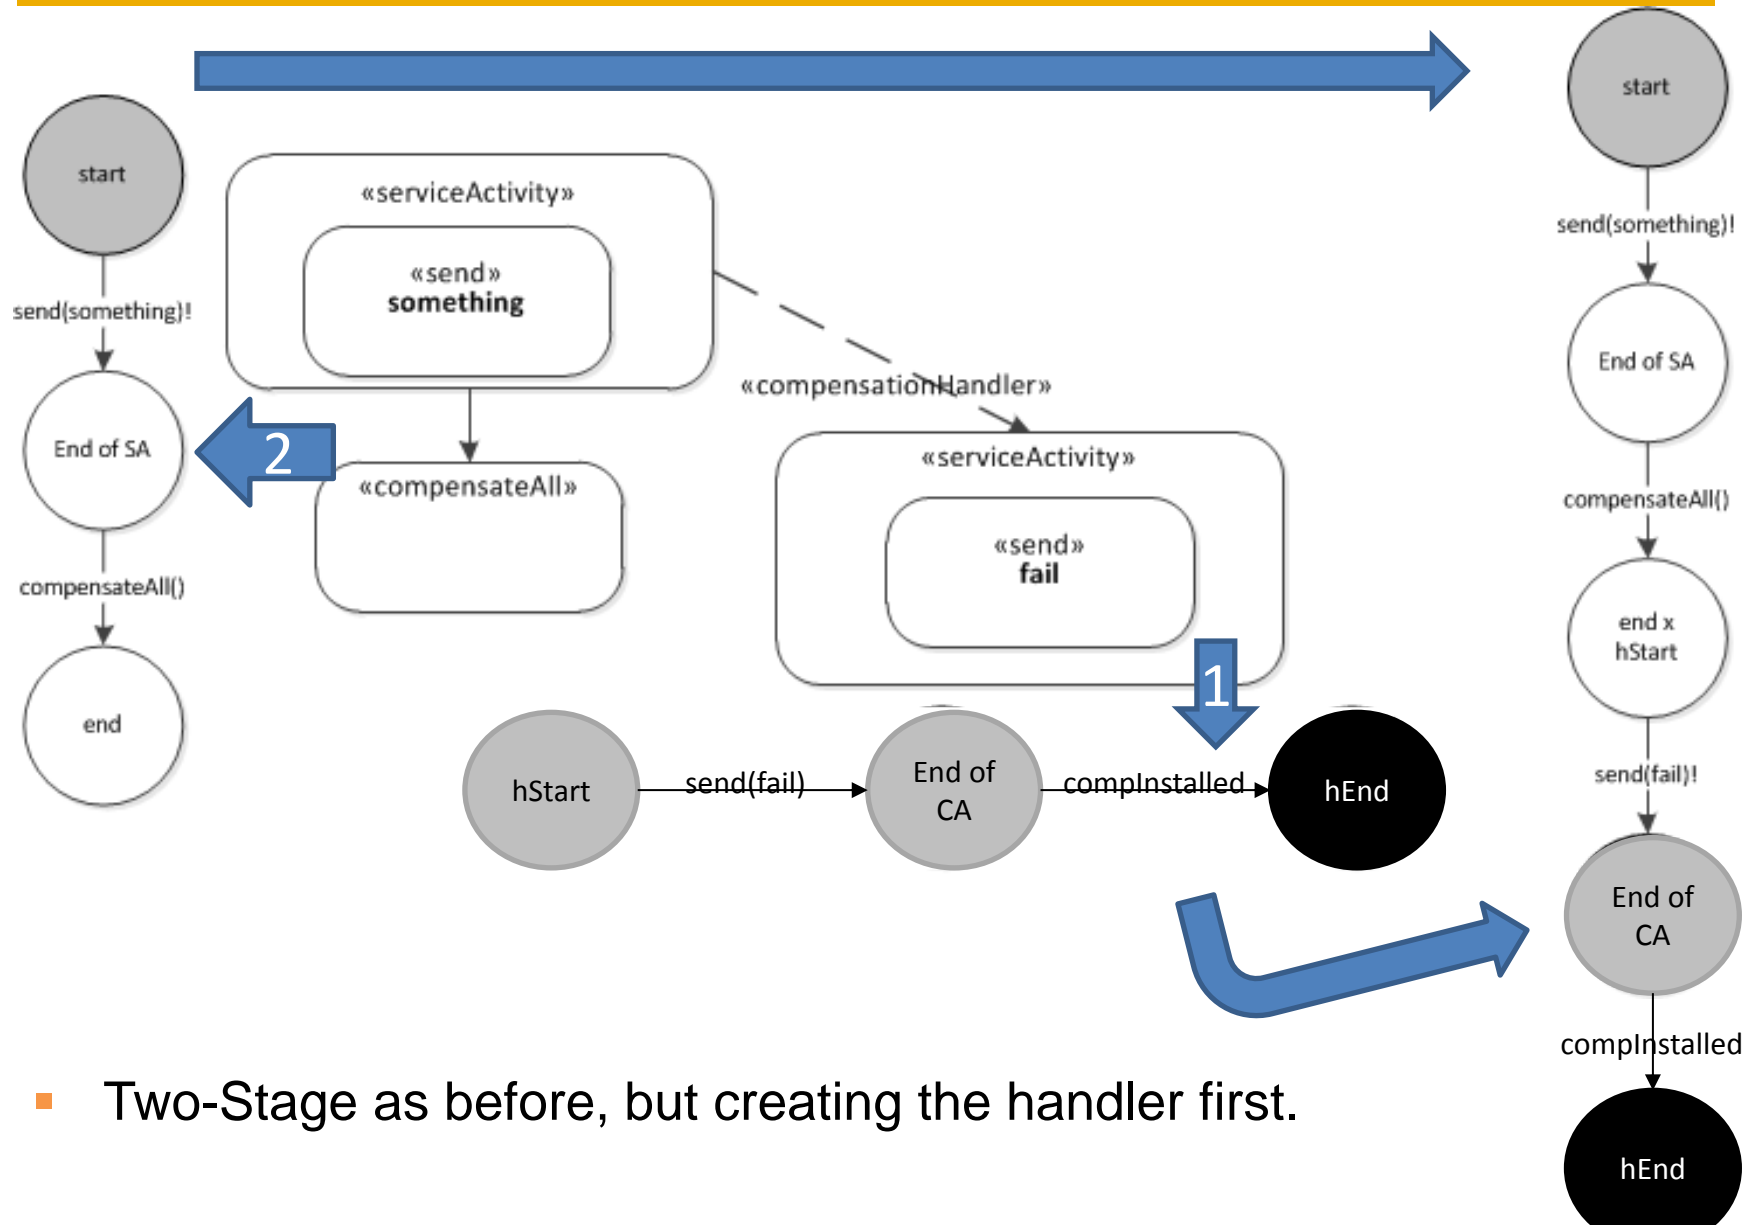 start
send(something)!
End of SA
compensateAll()
end
«serviceActivity»
«send»
something
«compensationHandler»
2
«compensateAll»
«serviceActivity»
«send»
fail
1
hStart
send(fail)
End of
CA
compInstalled
hEnd
start
send(something)!
End of SA
compensateAll()
end x
hStart
send(fail)!
End of
CA
compInstalled
hEnd
Two-Stage as before, but creating the handler first.